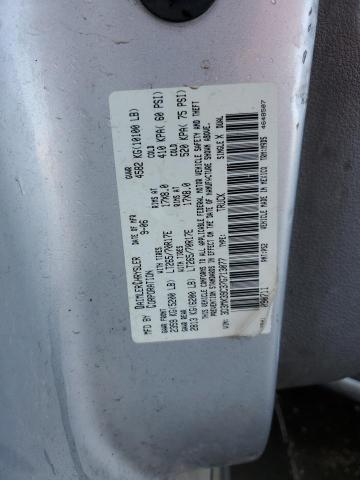 DAIMLERCHRYSLER CORPORATION
DATE OF MFR 9-06
GVWR 4582 KG(10100 LB)
GAWR FRONT WITH TIRES RIMS AT COLD
2359 KG(5200 LB) LT265/70R17E 17X8.0 410 KPA( 60 PSI)
GAWR REAR WITH TIRES RIMS AT COLD
2813 KG(6200 LB) LT265/70R17E 17X8.0 520 KPA( 75 PSI)
THIS VEHICLE CONFORMS TO ALL APPLICABLE FEDERAL MOTOR VEHICLE SAFETY AND THEFT
PREVENTION STANDARDS IN EFFECT ON THE DATE OF MANUFACTURE SHOWN ABOVE.
TYPE: TRUCK SINGLE X DUAL
MADE IN MEXICO
4648507